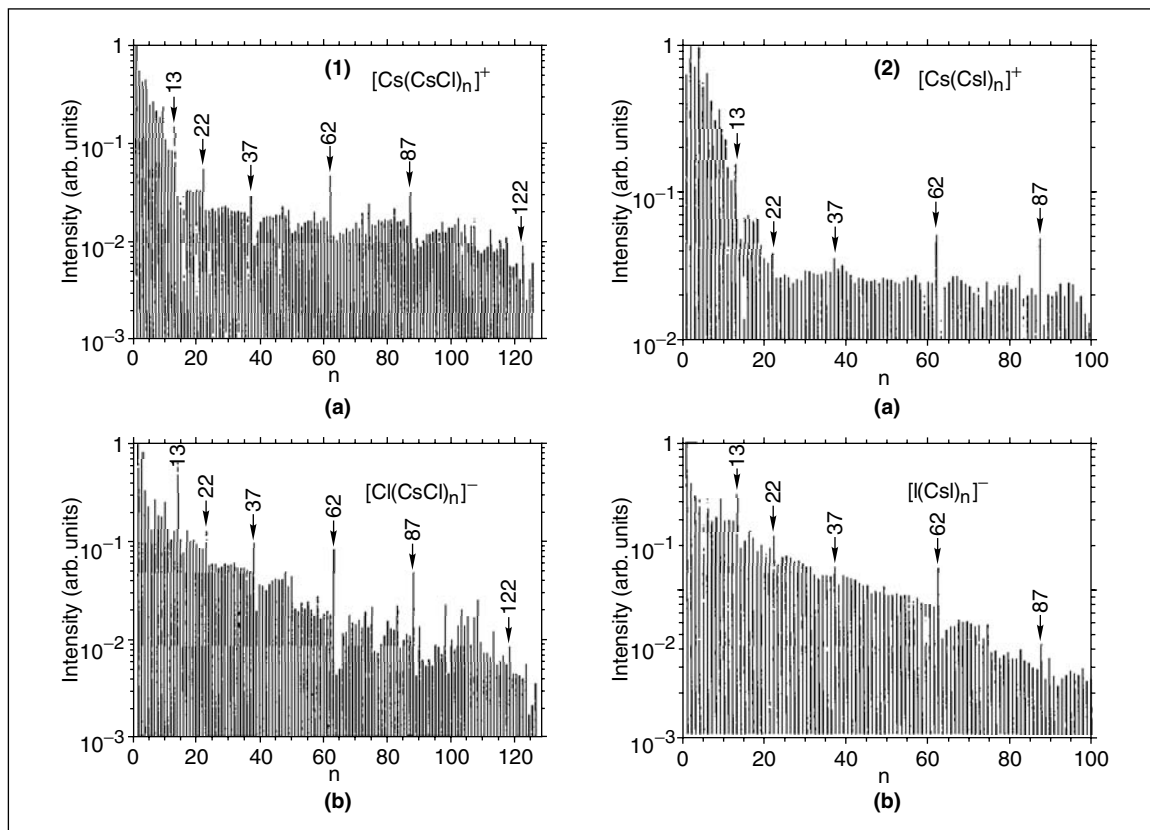 (1)
[Cs(CsCl)n]+
Intensity (arb. units)
1
10−1
10−2
10−3
13
22
37
62
87
122
0 20 40 60 80 100 120
n
(a)
(2)
[Cs(CsI)n]+
Intensity (arb. units)
1
10−1
10−2
13
22
37
62
87
0 20 40 60 80 100
n
(a)
[Cl(CsCl)n]−
Intensity (arb. units)
1
10−1
10−2
10−3
13
22
37
62
87
122
0 20 40 60 80 100 120
n
(b)
[I(CsI)n]−
Intensity (arb. units)
1
10−1
10−2
10−3
13
22
37
62
87
0 20 40 60 80 100
n
(b)